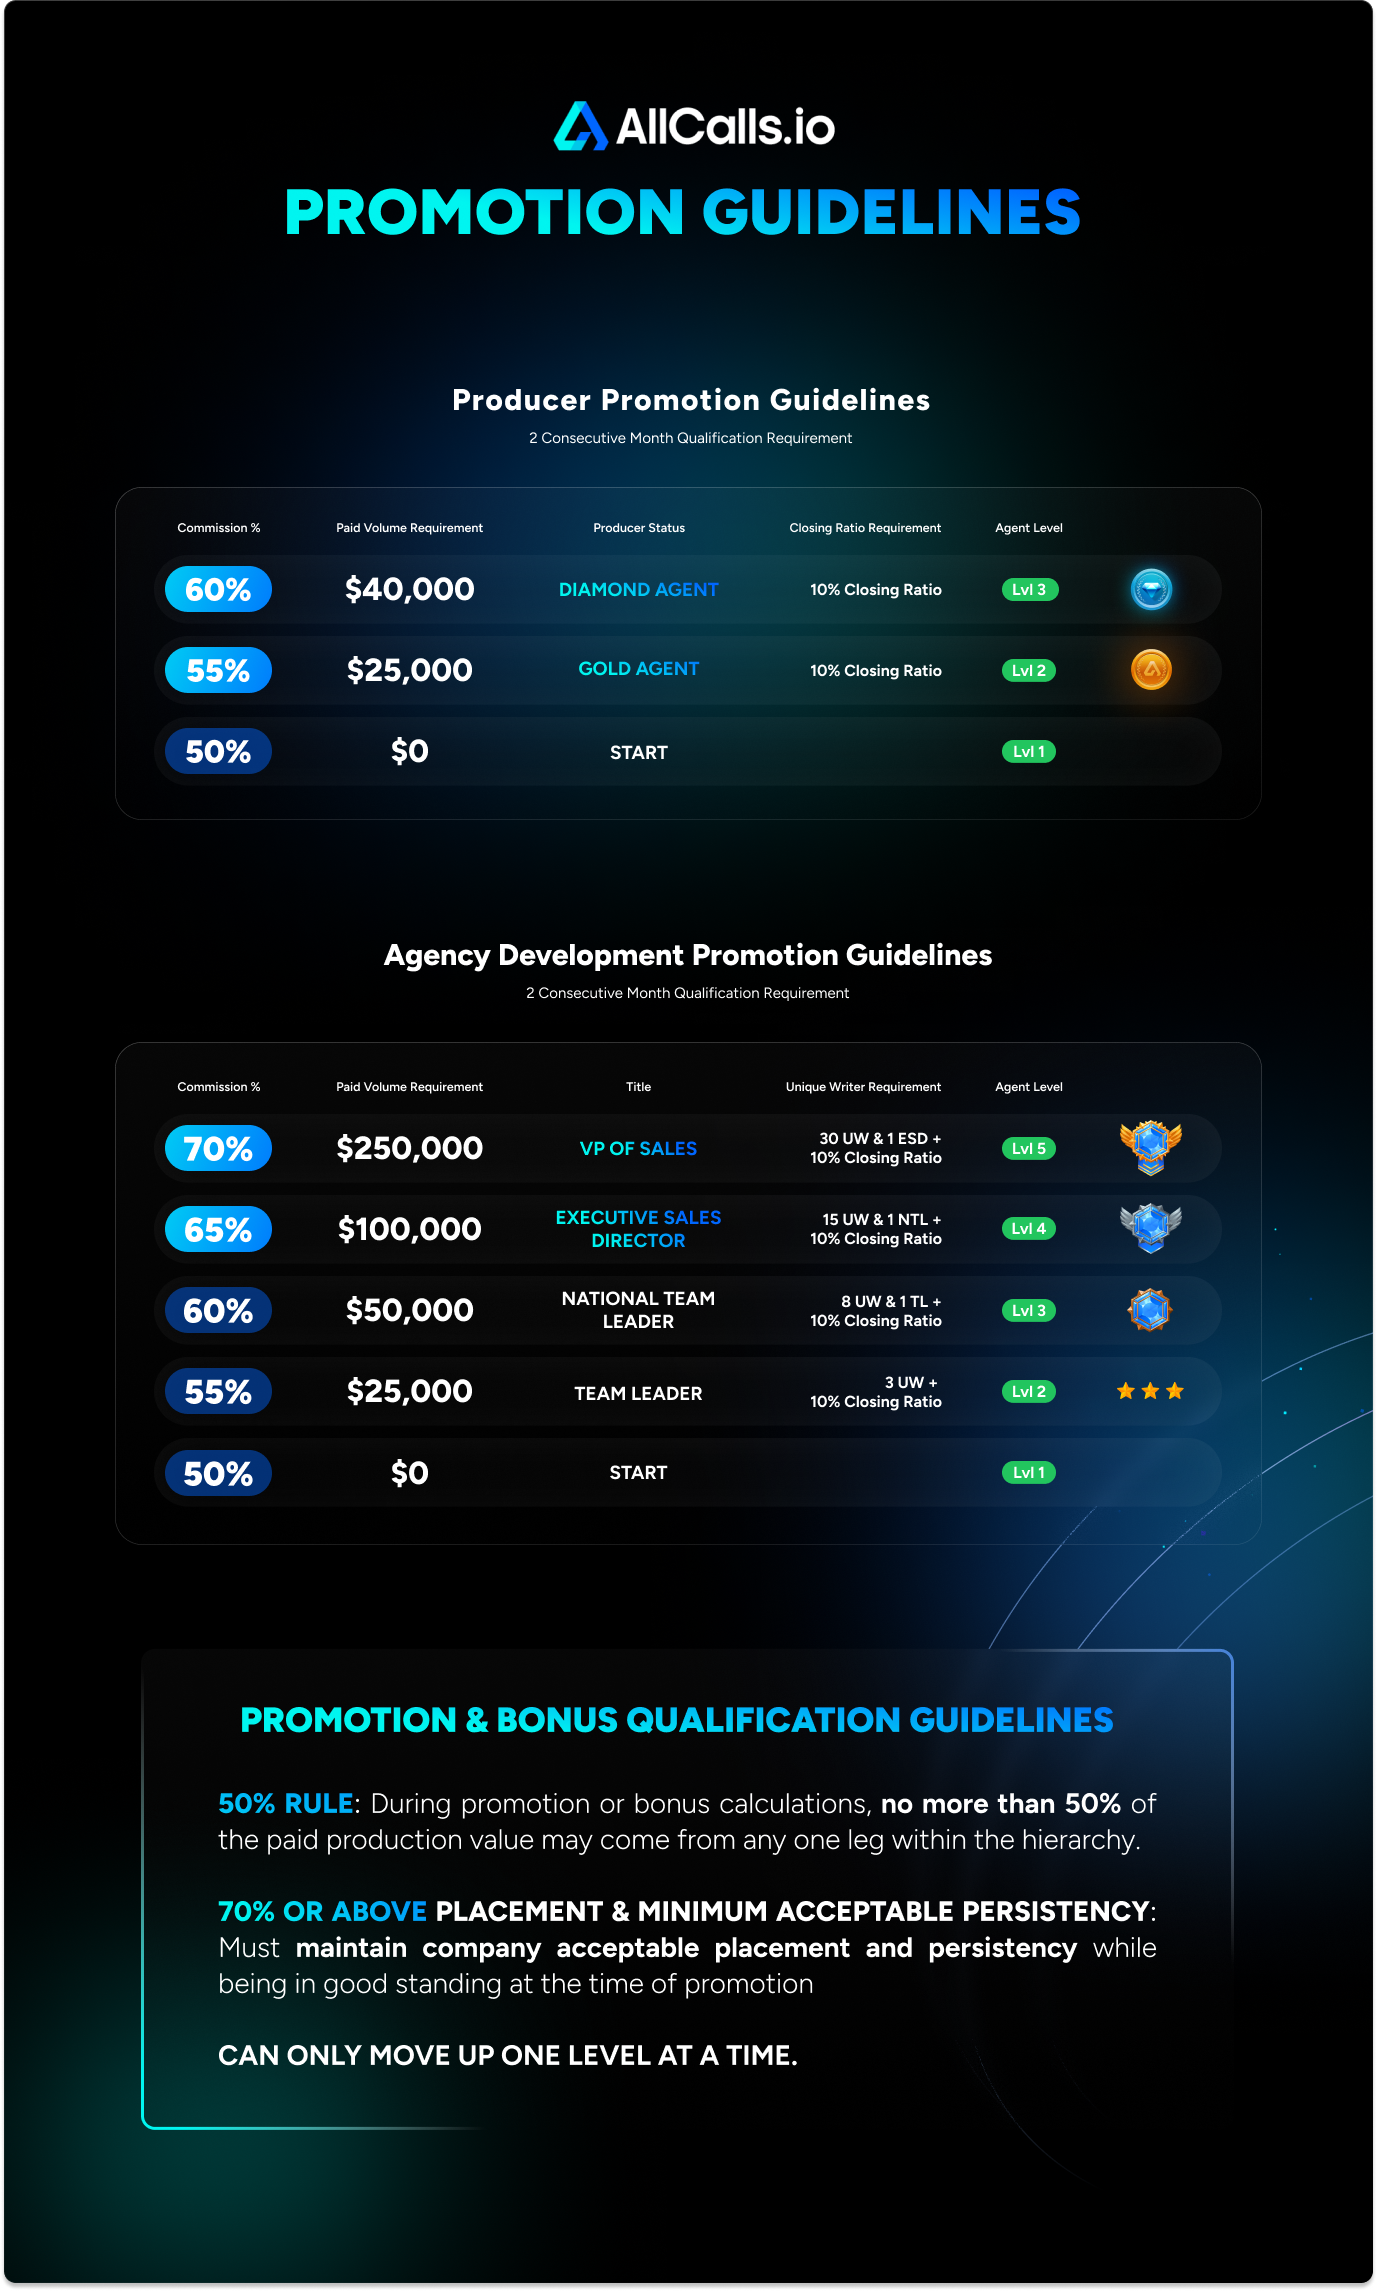 AllCalls.io
PROMOTION GUIDELINES
Producer Promotion Guidelines
2 Consecutive Month Qualification Requirement
Commission % Paid Volume Requirement Producer Status Closing Ratio Requirement Agent Level
60% $40,000 DIAMOND AGENT 10% Closing Ratio Lvl 3
55% $25,000 GOLD AGENT 10% Closing Ratio Lvl 2
50% $0 START Lvl 1
Agency Development Promotion Guidelines
2 Consecutive Month Qualification Requirement
Commission % Paid Volume Requirement Title Unique Writer Requirement Agent Level
70% $250,000 VP OF SALES 30 UW & 1 ESD +
10% Closing Ratio Lvl 5
65% $100,000 EXECUTIVE SALES
DIRECTOR 15 UW & 1 NTL +
10% Closing Ratio Lvl 4
60% $50,000 NATIONAL TEAM
LEADER 8 UW & 1 TL +
10% Closing Ratio Lvl 3
55% $25,000 TEAM LEADER 3 UW +
10% Closing Ratio Lvl 2
50% $0 START Lvl 1
PROMOTION & BONUS QUALIFICATION GUIDELINES
50% RULE: During promotion or bonus calculations, no more than 50% of
the paid production value may come from any one leg within the hierarchy.
70% OR ABOVE PLACEMENT & MINIMUM ACCEPTABLE PERSISTENCY:
Must maintain company acceptable placement and persistency while
being in good standing at the time of promotion
CAN ONLY MOVE UP ONE LEVEL AT A TIME.